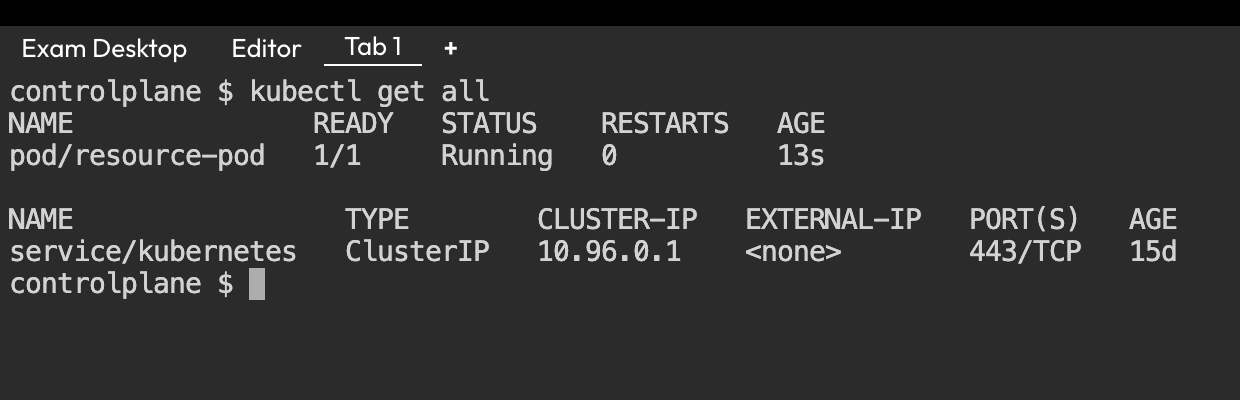 Exam Desktop Editor Tab 1 +
controlplane $ kubectl get all
NAME READY STATUS RESTARTS AGE
pod/resource-pod 1/1 Running 0 13s
NAME TYPE CLUSTER-IP EXTERNAL-IP PORT(S) AGE
service/kubernetes ClusterIP 10.96.0.1 <none> 443/TCP 15d
controlplane $